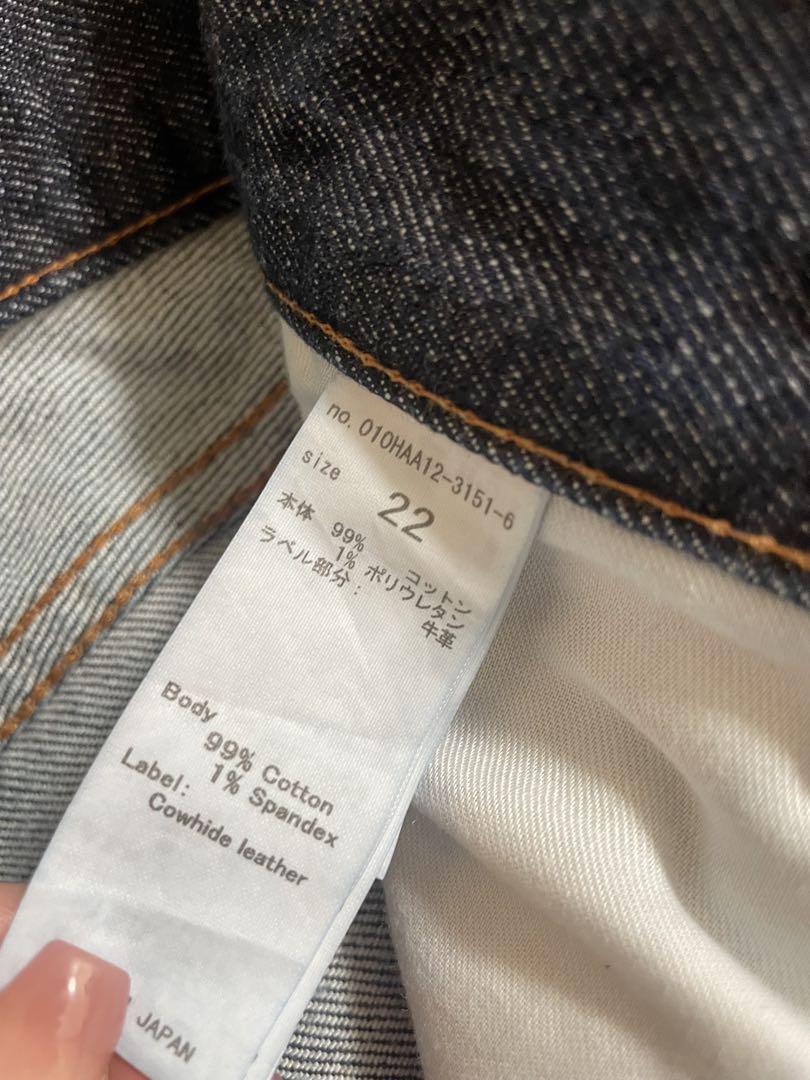 no. 010HAA12-3151-6
size 22
本体 99% コットン
1% ポリウレタン
ラベル部分: 牛革
Body
99% Cotton
1% Spandex
Label:
Cowhide leather
JAPAN